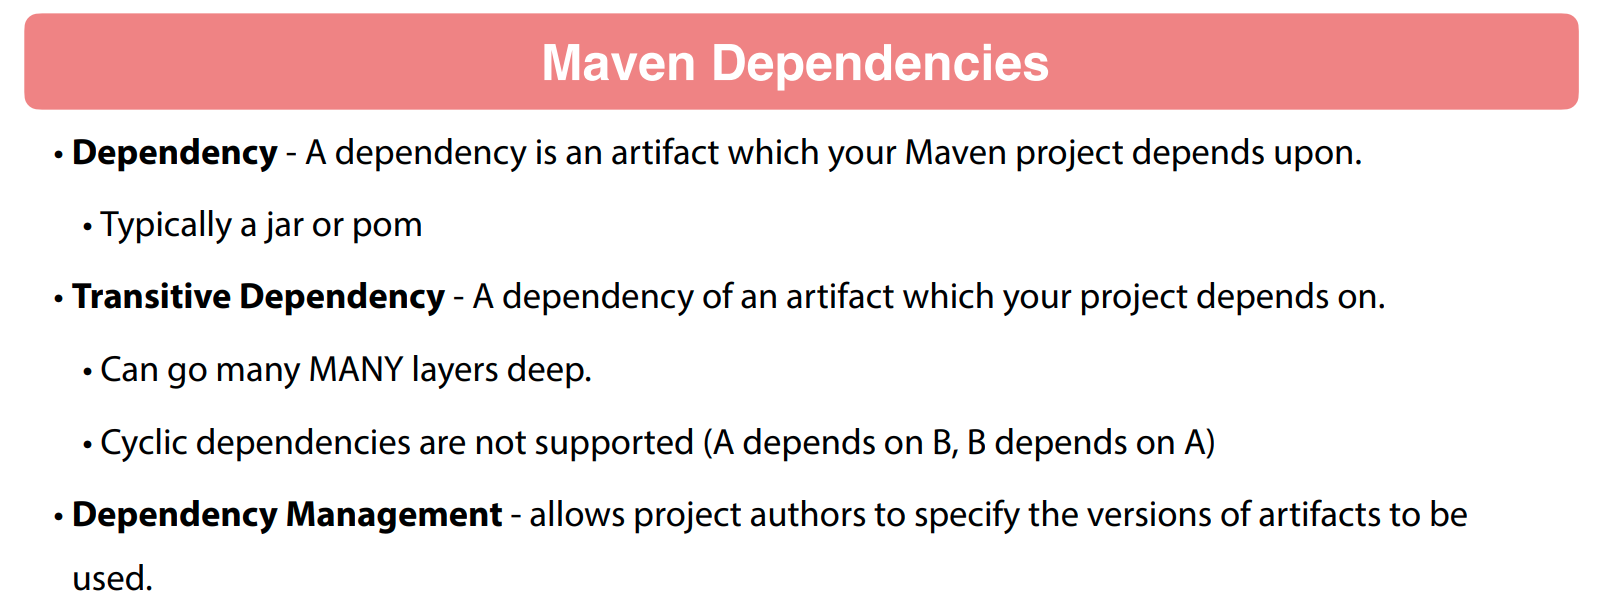 Maven Dependencies
• Dependency - A dependency is an artifact which your Maven project depends upon.
• Typically a jar or pom
• Transitive Dependency - A dependency of an artifact which your project depends on.
• Can go many MANY layers deep.
• Cyclic dependencies are not supported (A depends on B, B depends on A)
• Dependency Management - allows project authors to specify the versions of artifacts to be
used.